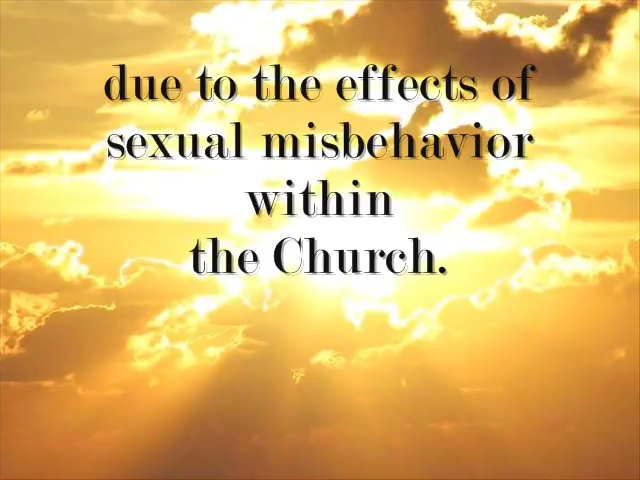 due to the effects of
sexual misbehavior
within
the Church.